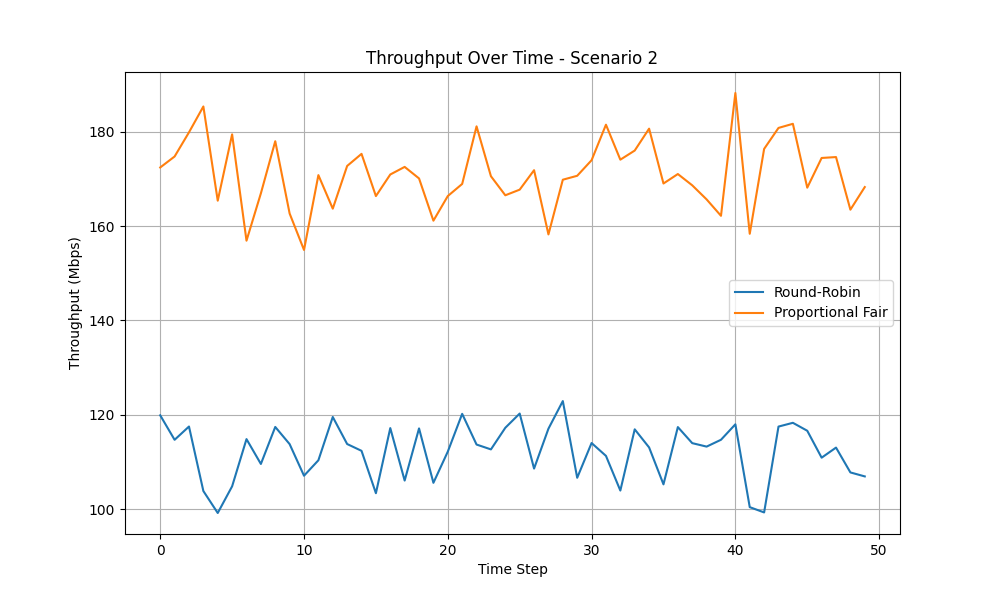 Throughput Over Time - Scenario 2
Throughput (Mbps)
180
160
140
120
100
Round-Robin
Proportional Fair
0 10 20 30 40 50
Time Step